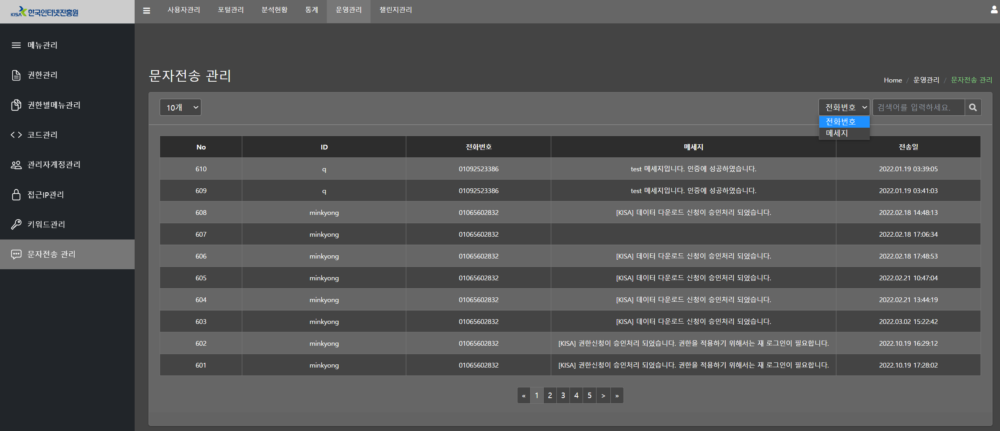 KISA 한국인터넷진흥원
사용자관리 포털관리 분석현황 통계 운영관리 챌린지관리
메뉴관리
권한관리
권한별메뉴관리
코드관리
관리자계정관리
접근IP관리
키워드관리
문자전송 관리
문자전송 관리
Home / 운영관리 / 문자전송 관리
10개 전화번호 검색어를 입력하세요.
전화번호
메세지
No ID 전화번호 메세지 전송일
610 q 01092523386 test 메세지입니다. 인증에 성공하였습니다. 2022.01.19 03:39:05
609 q 01092523386 test 메세지입니다. 인증에 성공하였습니다. 2022.01.19 03:41:03
608 minkyong 01065602832 [KISA] 데이터 다운로드 신청이 승인처리 되었습니다. 2022.02.18 14:48:13
607 minkyong 01065602832 2022.02.18 17:06:34
606 minkyong 01065602832 [KISA] 데이터 다운로드 신청이 승인처리 되었습니다. 2022.02.18 17:48:53
605 minkyong 01065602832 [KISA] 데이터 다운로드 신청이 승인처리 되었습니다. 2022.02.21 10:47:04
604 minkyong 01065602832 [KISA] 데이터 다운로드 신청이 승인처리 되었습니다. 2022.02.21 13:44:19
603 minkyong 01065602832 [KISA] 데이터 다운로드 신청이 승인처리 되었습니다. 2022.03.02 15:22:42
602 minkyong 01065602832 [KISA] 권한신청이 승인처리 되었습니다. 권한을 적용하기 위해서는 재 로그인이 필요합니다. 2022.10.19 16:29:12
601 minkyong 01065602832 [KISA] 권한신청이 승인처리 되었습니다. 권한을 적용하기 위해서는 재 로그인이 필요합니다. 2022.10.19 17:28:02
« 1 2 3 4 5 > »